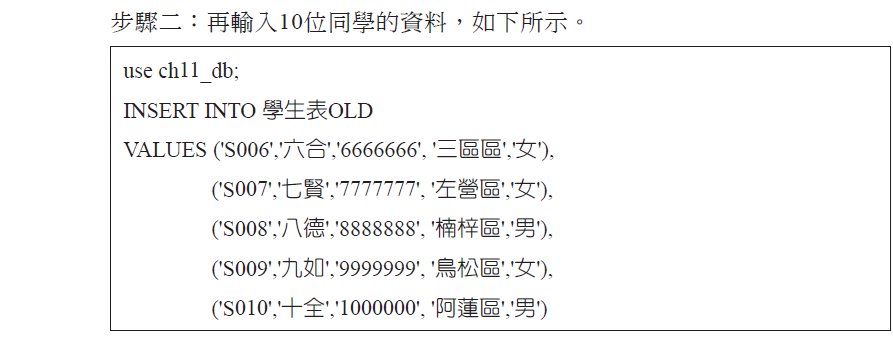 步驟二：再輸入10位同學的資料，如下所示。
use ch11_db;
INSERT INTO 學生表OLD
VALUES ('S006','六合','6666666', '三區區','女'),
('S007','七賢','7777777', '左營區','女'),
('S008','八德','8888888', '楠梓區','男'),
('S009','九如','9999999', '鳥松區','女'),
('S010','十全','1000000', '阿蓮區','男')